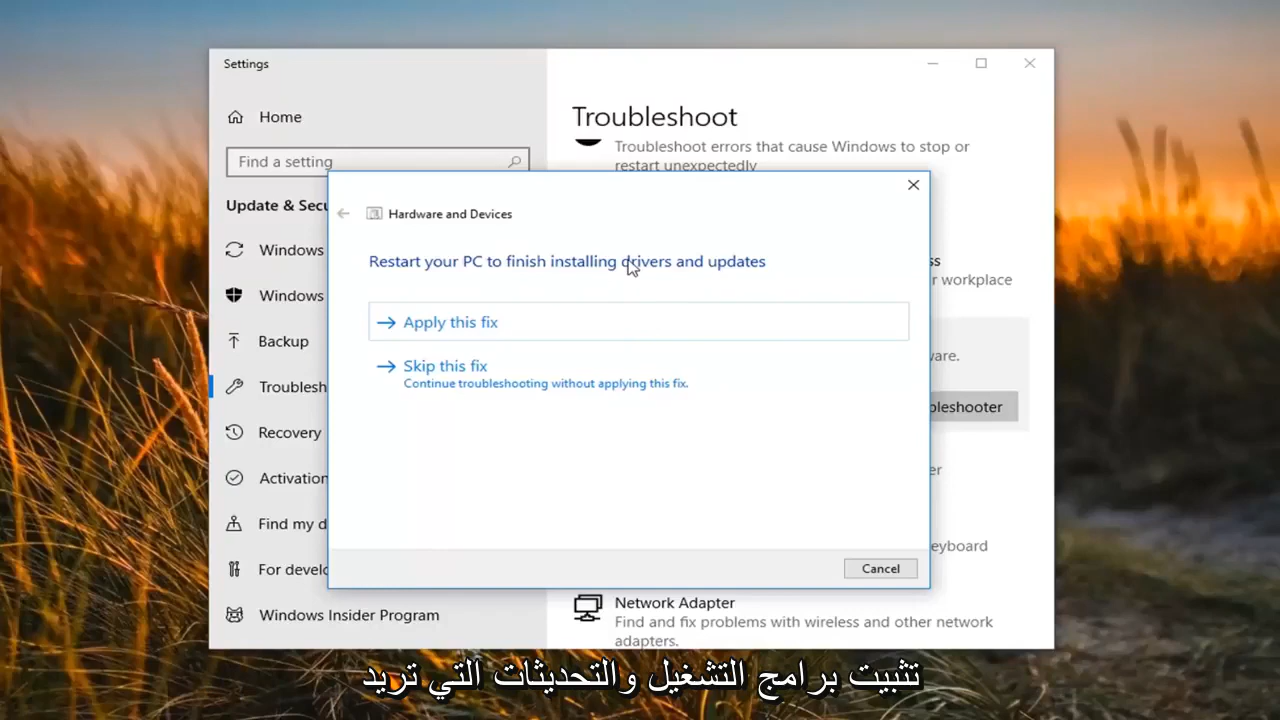 Settings
Home
Find a setting
Update & Secu
Windows
Windows
Backup
Troublesh
Recovery
Activation
Find my d
For develo
Windows Insider Program
Troubleshoot
Troubleshoot errors that cause Windows to stop or
restart unexpectedly
ss
r workplace
ware.
bleshooter
er
eyboard
Network Adapter
Find and fix problems with wireless and other network
adapters.
Hardware and Devices
Restart your PC to finish installing drivers and updates
Apply this fix
Skip this fix
Continue troubleshooting without applying this fix.
Cancel
تثبيت برامج التشغيل والتحديثات التي تريد